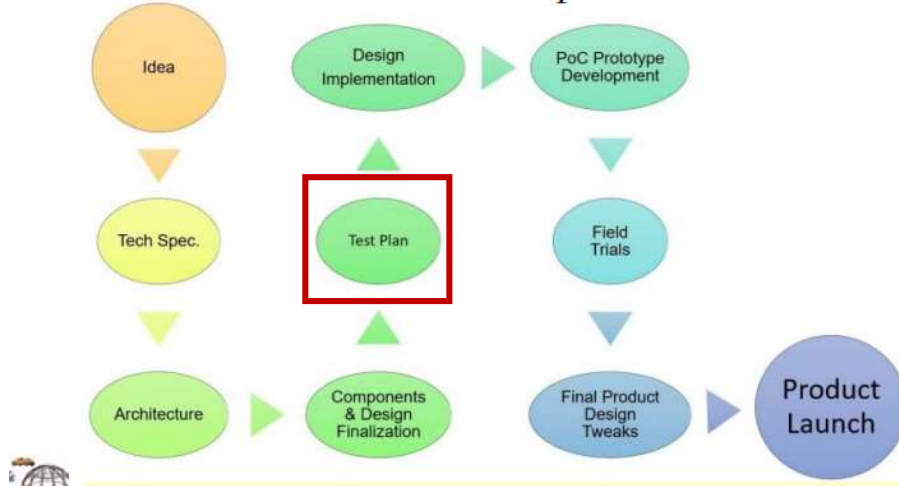 Idea
Tech Spec.
Architecture
Components
& Design
Finalization
Test Plan
Design
Implementation
PoC Prototype
Development
Field
Trials
Final Product
Design
Tweaks
Product
Launch